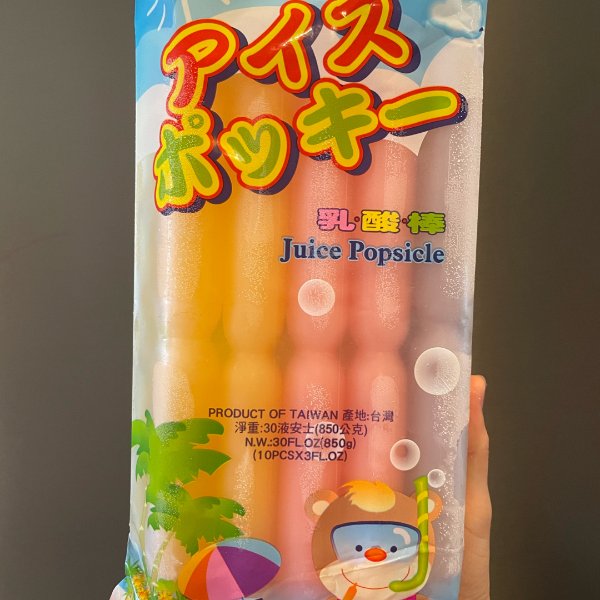 アイス
ポッキー
乳・酸・棒
Juice Popsicle
PRODUCT OF TAIWAN 產地:台灣
淨重:30液安士(850公克)
N.W.:30FL.OZ(850g)
(10PCSX3FL.OZ)